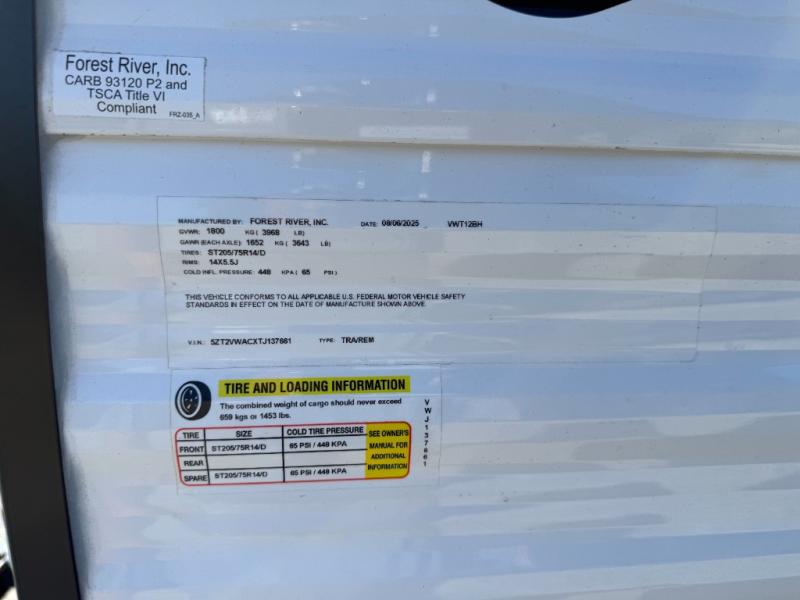 Forest River, Inc.
CARB 93120 P2 and
TSCA Title VI
Compliant
FRZ-035_A
MANUFACTURED BY: FOREST RIVER, INC. DATE: 08/06/2025 VWT12BH
GVWR: 1800 KG ( 3968 LB)
GAWR (EACH AXLE): 1652 KG ( 3643 LB)
TIRES: ST205/75R14/D
RIMS: 14X5.5J
COLD INFL. PRESSURE: 448 KPA ( 65 PSI )
THIS VEHICLE CONFORMS TO ALL APPLICABLE U.S. FEDERAL MOTOR VEHICLE SAFETY
STANDARDS IN EFFECT ON THE DATE OF MANUFACTURE SHOWN ABOVE.
V.I.N.: 5ZT2VWACXTJ137661 TYPE: TRA/REM
TIRE AND LOADING INFORMATION
The combined weight of cargo should never exceed
659 kgs or 1453 lbs.
TIRE SIZE COLD TIRE PRESSURE
FRONT ST205/75R14/D 65 PSI / 448 KPA
REAR
SPARE ST205/75R14/D 65 PSI / 448 KPA
SEE OWNER'S
MANUAL FOR
ADDITIONAL
INFORMATION
VWJ137661